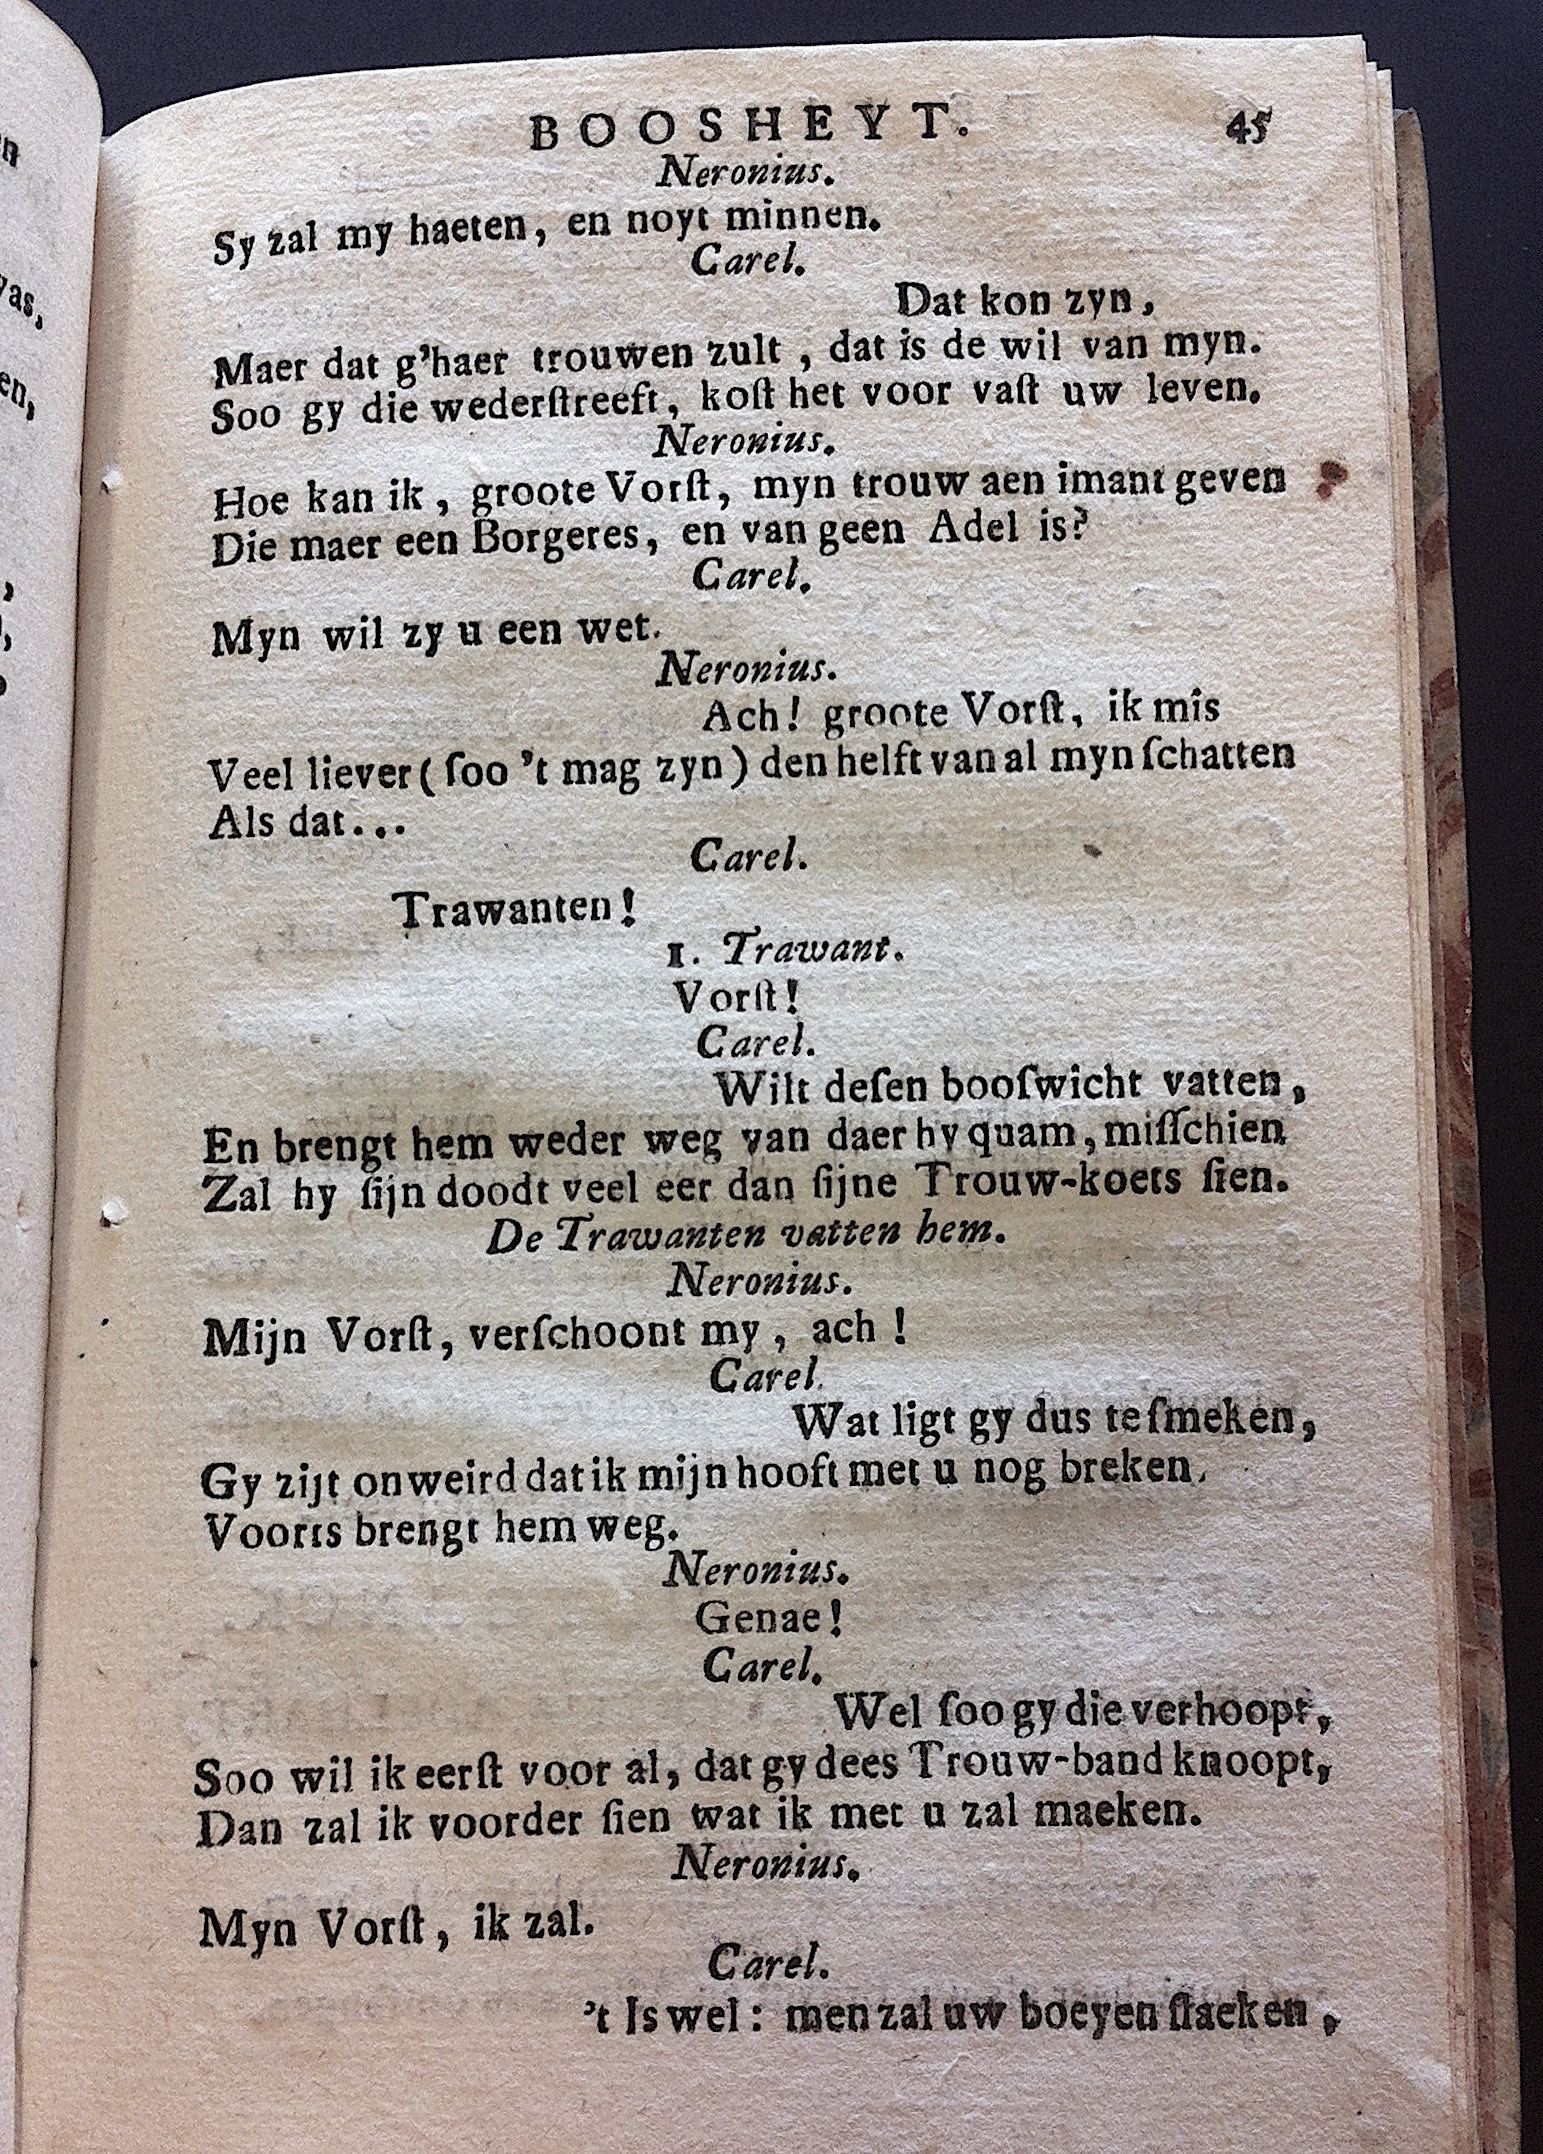 BOOSHEYT. 45
Neronius.
Sy zal my haeten, en noyt minnen.
Carel.
Dat kon zyn,
Maer dat g'haer trouwen zult, dat is de wil van myn.
Soo gy die wederſtreeft, koſt het voor vaſt uw leven.
Neronius.
Hoe kan ik, groote Vorſt, myn trouw aen imant geven
Die maer een Borgeres, en van geen Adel is?
Carel.
Myn wil zy u een wet.
Neronius.
Ach! groote Vorſt, ik mis
Veel liever (ſoo 't mag zyn) den helft van al myn ſchatten
Als dat...
Carel.
Trawanten!
1. Trawant.
Vorſt!
Carel.
Wilt deſen booſwicht vatten,
En brengt hem weder weg van daer hy quam, miſſchien
Zal hy ſijn doodt veel eer dan ſijne Trouw-koets ſien.
De Trawanten vatten hem.
Neronius.
Mijn Vorſt, verſchoont my, ach!
Carel.
Wat ligt gy dus te ſmeken,
Gy zijt onweird dat ik mijn hooft met u nog breken.
Voorts brengt hem weg.
Neronius.
Genae!
Carel.
Wel ſoo gy die verhoopt,
Soo wil ik eerſt voor al, dat gy dees Trouw-band knoopt,
Dan zal ik voorder ſien wat ik met u zal maeken.
Neronius.
Myn Vorſt, ik zal.
Carel.
't Is wel: men zal uw boeyen ſlaeken,